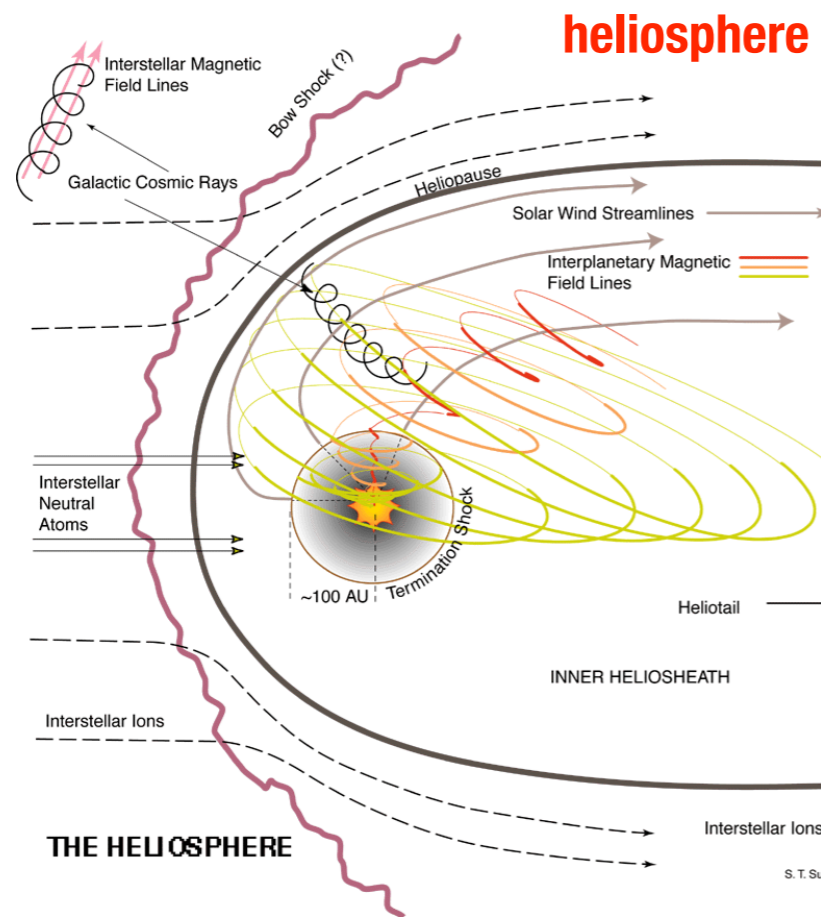 heliosphere
Interstellar Magnetic
Field Lines
Bow Shock (?)
Galactic Cosmic Rays
Heliopause
Solar Wind Streamlines
Interplanetary Magnetic
Field Lines
Interstellar
Neutral
Atoms
Termination Shock
~100 AU
Heliotail
INNER HELIOSHEATH
Interstellar Ions
Interstellar Ions
THE HELIOSPHERE
S. T. Su